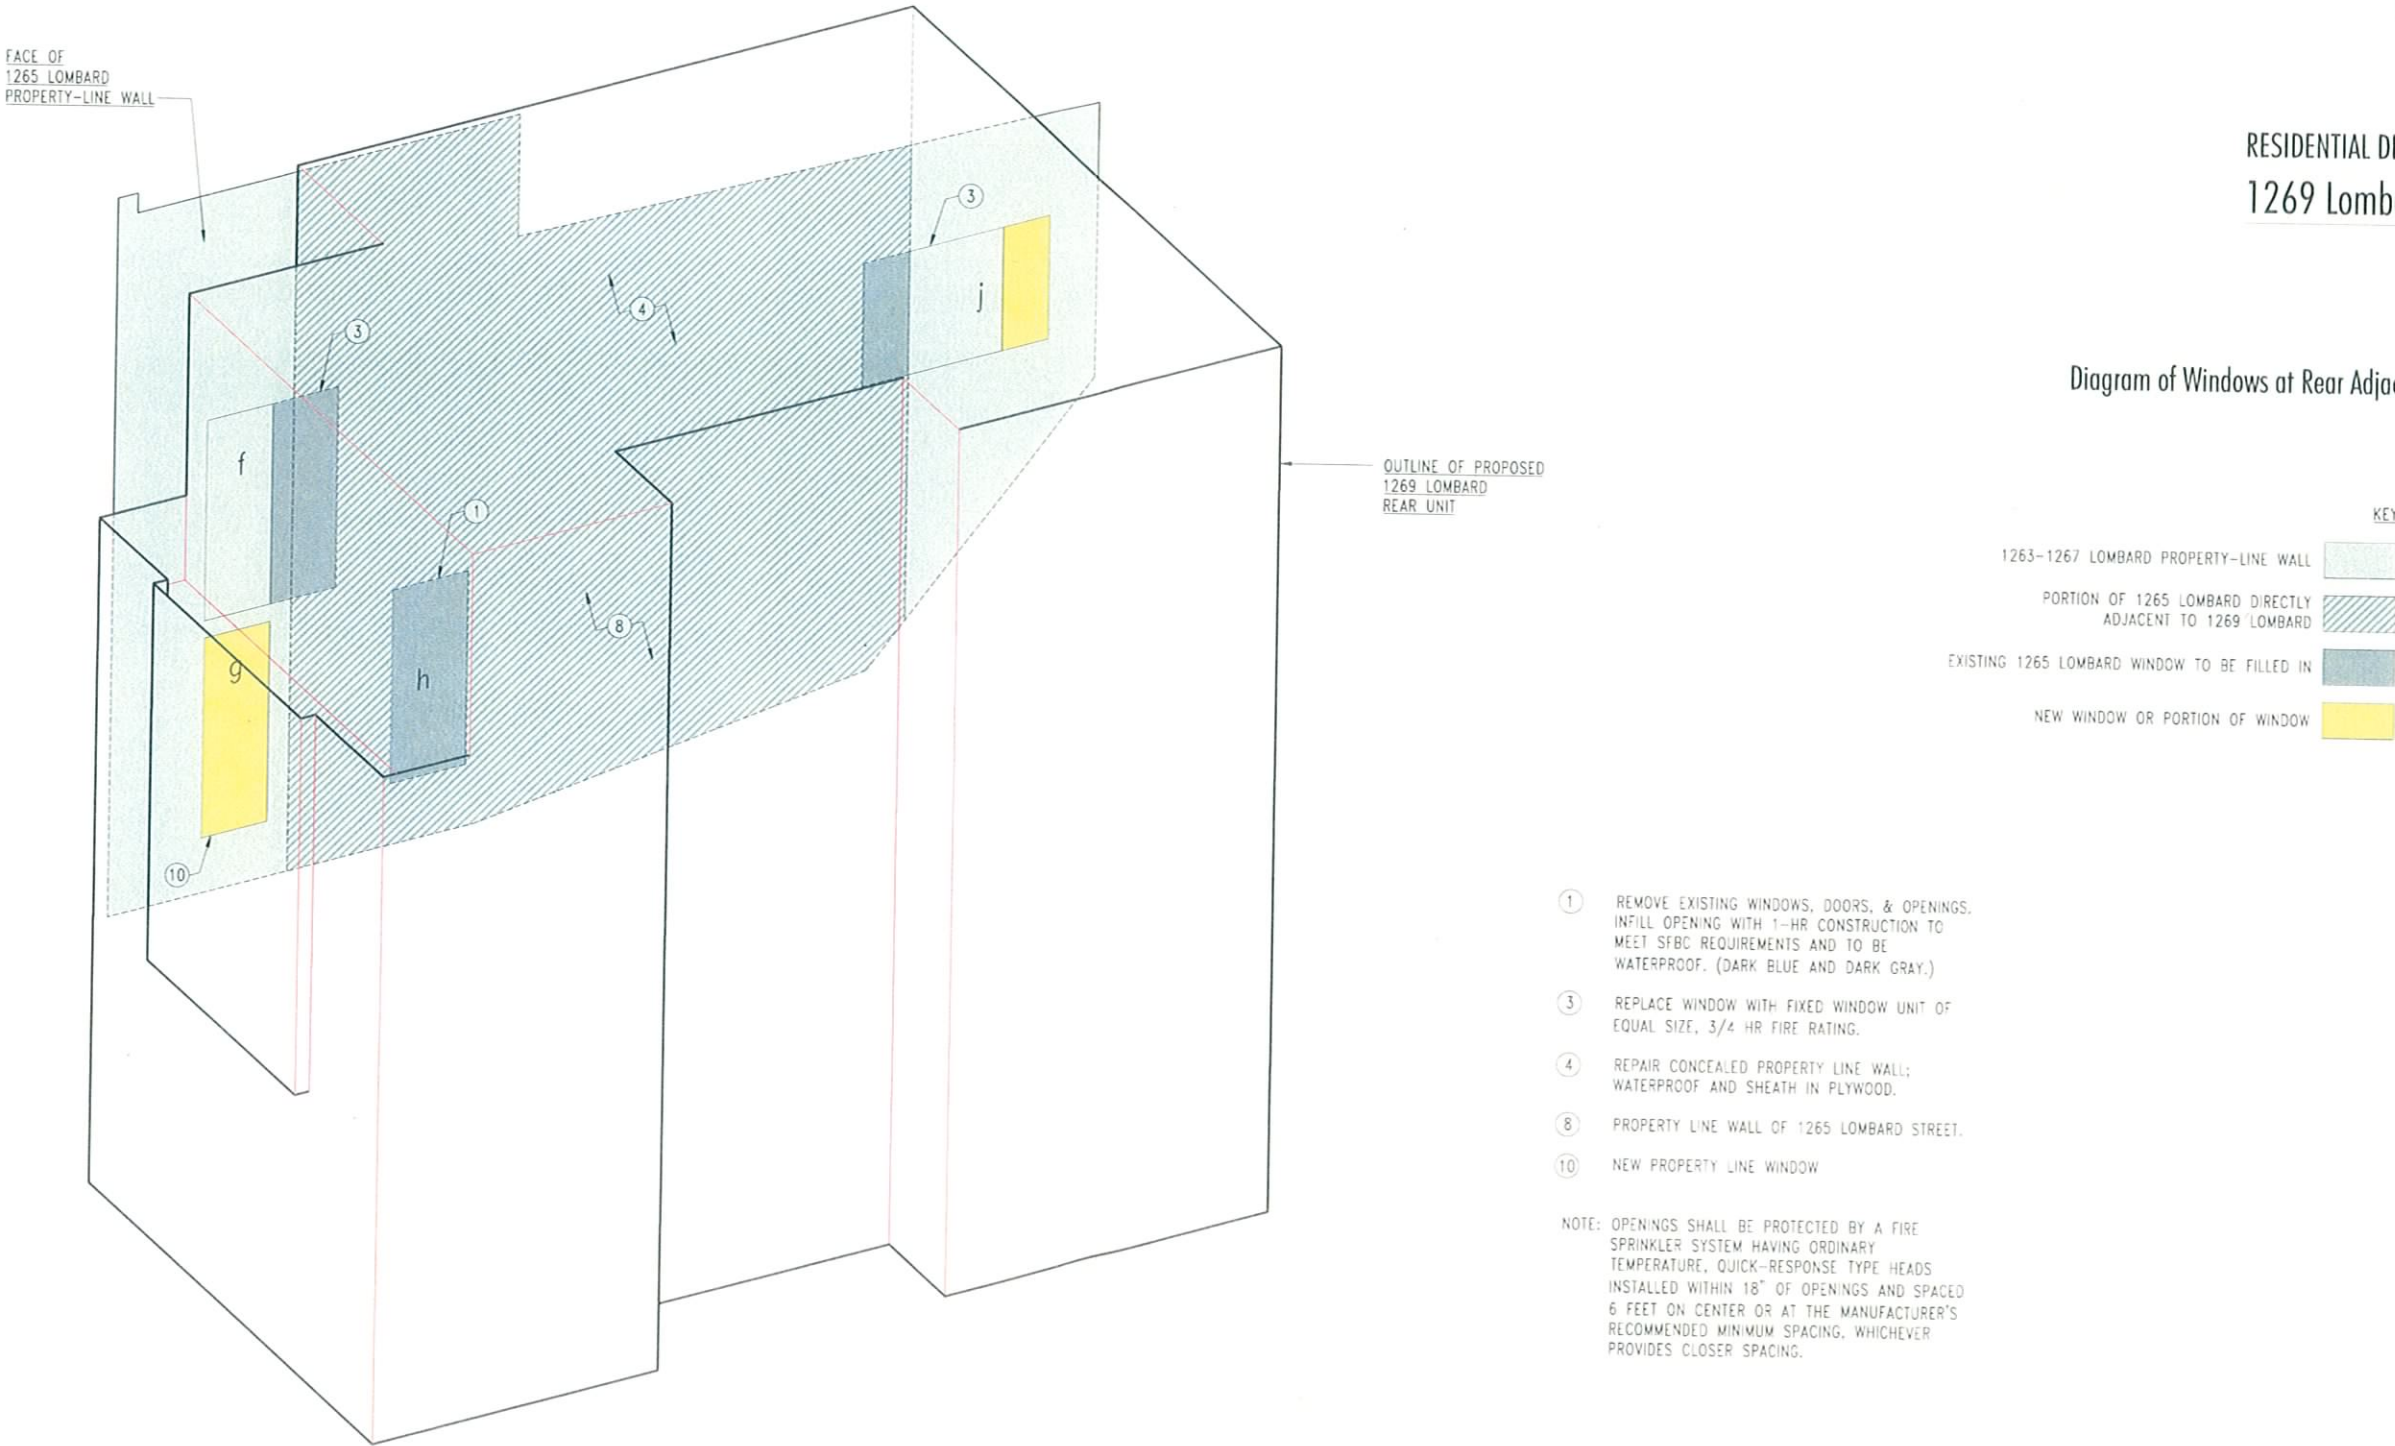 FACE OF
1265 LOMBARD
PROPERTY-LINE WALL
3
4
3
1
8
10
f
g
h
j
OUTLINE OF PROPOSED
1269 LOMBARD
REAR UNIT
RESIDENTIAL
1269
Diagram of Windows at Rear
KEY
1263-1267 LOMBARD PROPERTY-LINE WALL
PORTION OF 1265 LOMBARD DIRECTLY
ADJACENT TO 1269 LOMBARD
EXISTING 1265 LOMBARD WINDOW TO BE FILLED IN
NEW WINDOW OR PORTION OF WINDOW
1 REMOVE EXISTING WINDOWS, DOORS, & OPENINGS.
INFILL OPENING WITH 1-HR CONSTRUCTION TO
MEET SFBC REQUIREMENTS AND TO BE
WATERPROOF. (DARK BLUE AND DARK GRAY.)
3 REPLACE WINDOW WITH FIXED WINDOW UNIT OF
EQUAL SIZE, 3/4 HR FIRE RATING.
4 REPAIR CONCEALED PROPERTY LINE WALL;
WATERPROOF AND SHEATH IN PLYWOOD.
8 PROPERTY LINE WALL OF 1265 LOMBARD STREET.
10 NEW PROPERTY LINE WINDOW
NOTE: OPENINGS SHALL BE PROTECTED BY A FIRE
SPRINKLER SYSTEM HAVING ORDINARY
TEMPERATURE, QUICK-RESPONSE TYPE HEADS
INSTALLED WITHIN 18" OF OPENINGS AND SPACED
6 FEET ON CENTER OR AT THE MANUFACTURER'S
RECOMMENDED MINIMUM SPACING, WHICHEVER
PROVIDES CLOSER SPACING.